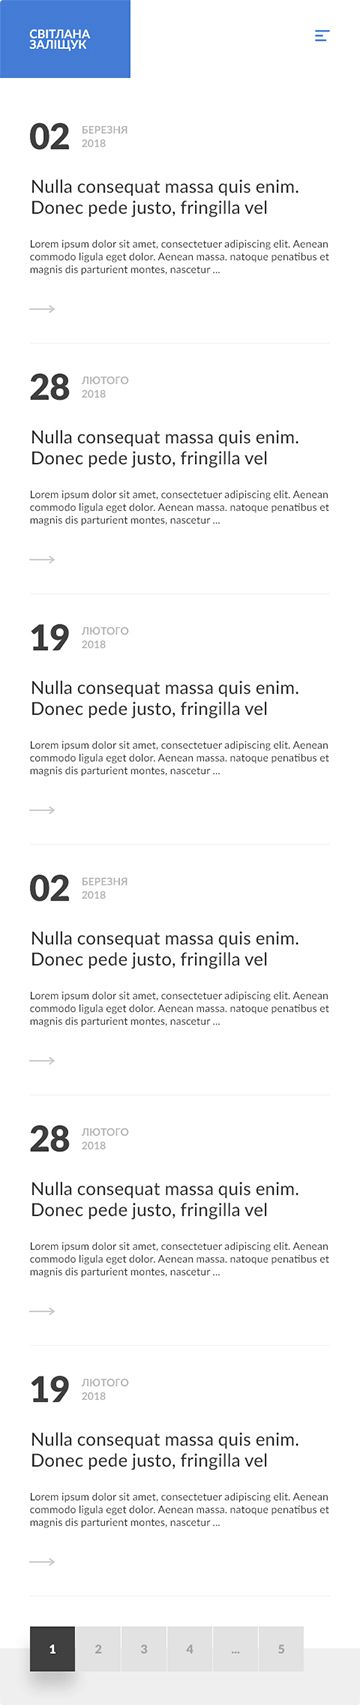 СВІТЛАНА
ЗАЛІЩУК
02 БЕРЕЗНЯ
2018
Nulla consequat massa quis enim.
Donec pede justo, fringilla vel
Lorem ipsum dolor sit amet, consectetuer adipiscing elit. Aenean
commodo ligula eget dolor. Aenean massa. natoque penatibus et
magnis dis parturient montes, nascetur ...
28 ЛЮТОГО
2018
Nulla consequat massa quis enim.
Donec pede justo, fringilla vel
Lorem ipsum dolor sit amet, consectetuer adipiscing elit. Aenean
commodo ligula eget dolor. Aenean massa. natoque penatibus et
magnis dis parturient montes, nascetur ...
19 ЛЮТОГО
2018
Nulla consequat massa quis enim.
Donec pede justo, fringilla vel
Lorem ipsum dolor sit amet, consectetuer adipiscing elit. Aenean
commodo ligula eget dolor. Aenean massa. natoque penatibus et
magnis dis parturient montes, nascetur ...
02 БЕРЕЗНЯ
2018
Nulla consequat massa quis enim.
Donec pede justo, fringilla vel
Lorem ipsum dolor sit amet, consectetuer adipiscing elit. Aenean
commodo ligula eget dolor. Aenean massa. natoque penatibus et
magnis dis parturient montes, nascetur ...
28 ЛЮТОГО
2018
Nulla consequat massa quis enim.
Donec pede justo, fringilla vel
Lorem ipsum dolor sit amet, consectetuer adipiscing elit. Aenean
commodo ligula eget dolor. Aenean massa. natoque penatibus et
magnis dis parturient montes, nascetur ...
19 ЛЮТОГО
2018
Nulla consequat massa quis enim.
Donec pede justo, fringilla vel
Lorem ipsum dolor sit amet, consectetuer adipiscing elit. Aenean
commodo ligula eget dolor. Aenean massa. natoque penatibus et
magnis dis parturient montes, nascetur ...
1 2 3 4 ... 5